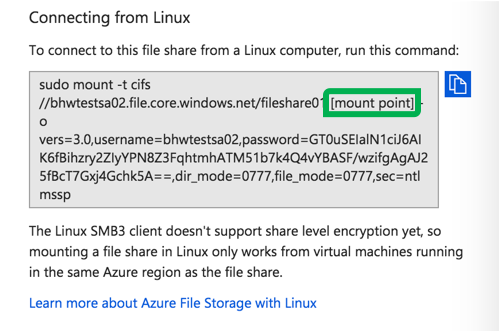 Connecting from Linux
To connect to this file share from a Linux computer, run this command:
sudo mount -t cifs
//bhwtestsa02.file.core.windows.net/fileshare01 [mount point] -
o
vers=3.0,username=bhwtestsa02,password=GT0uSEIalN1ciJ6AI
K6fBihzry2ZIyYPN8Z3FqhtmhATM51b7k4Q4vYBASF/wzifgAgAJ2
5fBcT7Gxj4Gchk5A==,dir_mode=0777,file_mode=0777,sec=ntl
mssp
The Linux SMB3 client doesn't support share level encryption yet, so
mounting a file share in Linux only works from virtual machines running
in the same Azure region as the file share.
Learn more about Azure File Storage with Linux